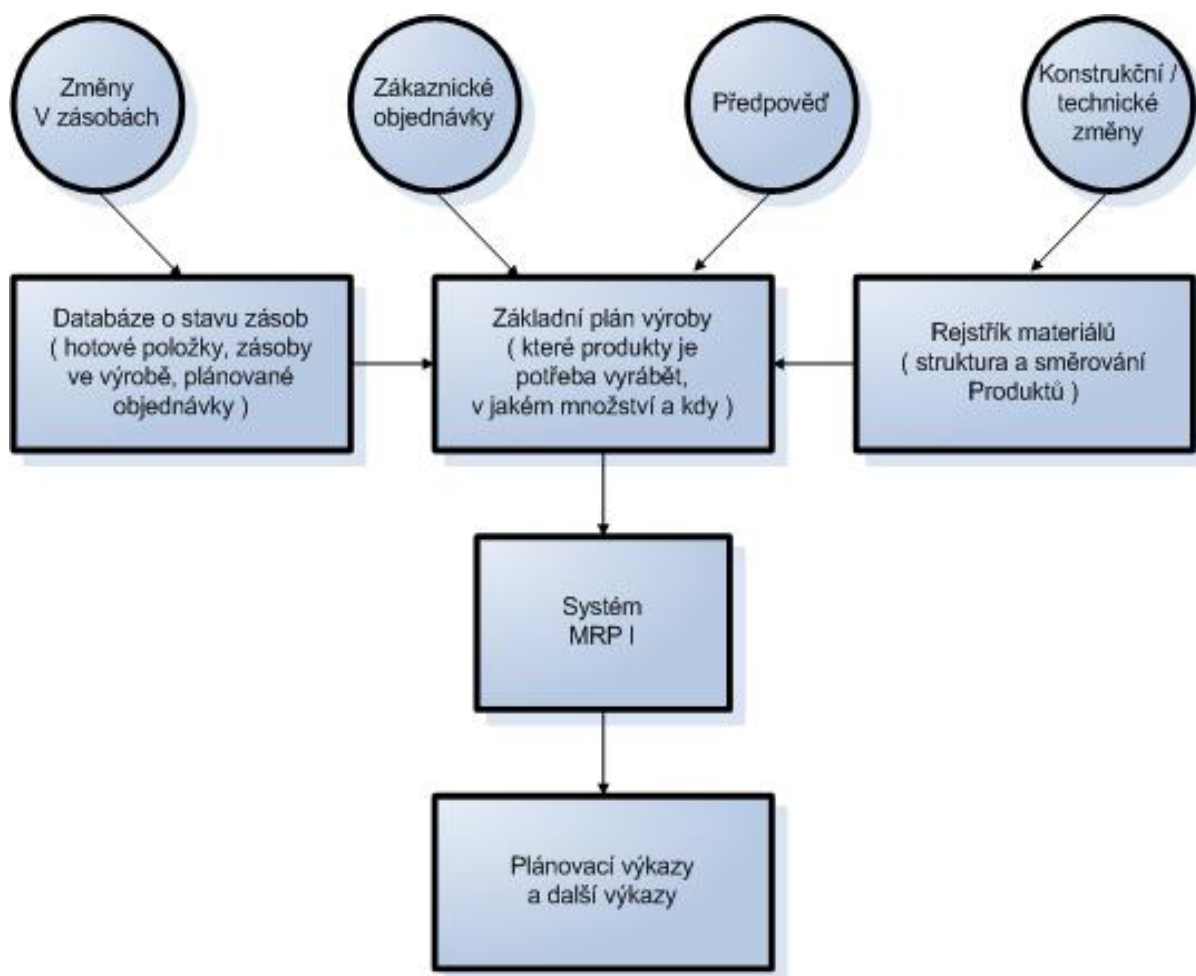 Změny
V zásobách
Zákaznické
objednávky
Předpověď
Konstrukční /
technické
změny
Databáze o stavu zásob
( hotové položky, zásoby
ve výrobě, plánované
objednávky )
Základní plán výroby
( které produkty je
potřeba vyrábět,
v jakém množství a kdy )
Rejstřík materiálů
( struktura a směrování
Produktů )
Systém
MRP I
Plánovací výkazy
a další výkazy